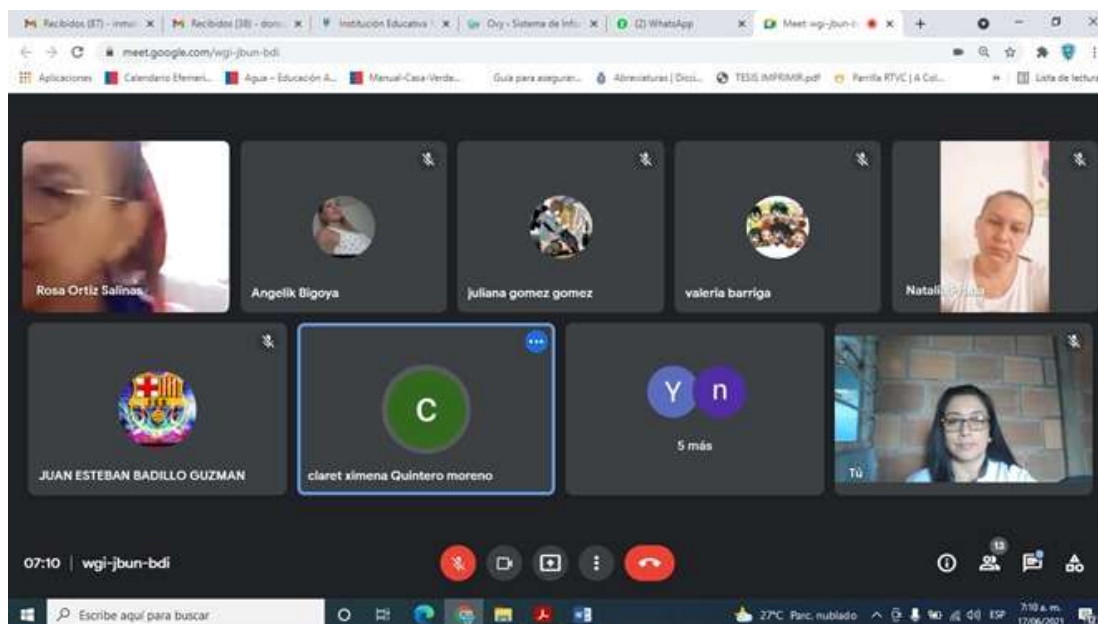 Recibidos (87) - inmu
Recibidos (38) - don
Institución Educativa
Ovy - Sistema de Info
(2) WhatsApp
Meet: wgi-jbun-b
meet.google.com/wgi-jbun-bdi
Aplicaciones
Calendario Efemeri...
Agua – Educación A...
Manual-Casa-Verde...
Guía para asegurar...
Abreviaturas | Dicci...
TESIS IMPRIMIR.pdf
Parrilla RTVC | A Col...
Lista de lectura
Rosa Ortiz Salinas
Angelik Bigoya
juliana gomez gomez
valeria barriga
JUAN ESTEBAN BADILLO GUZMAN
C
claret ximena Quintero moreno
Y n
5 más
Tú
07:10 | wgi-jbun-bdi
13
Escribe aquí para buscar
27°C Parc. nublado
ESP
7:10 a. m.
17/06/2021